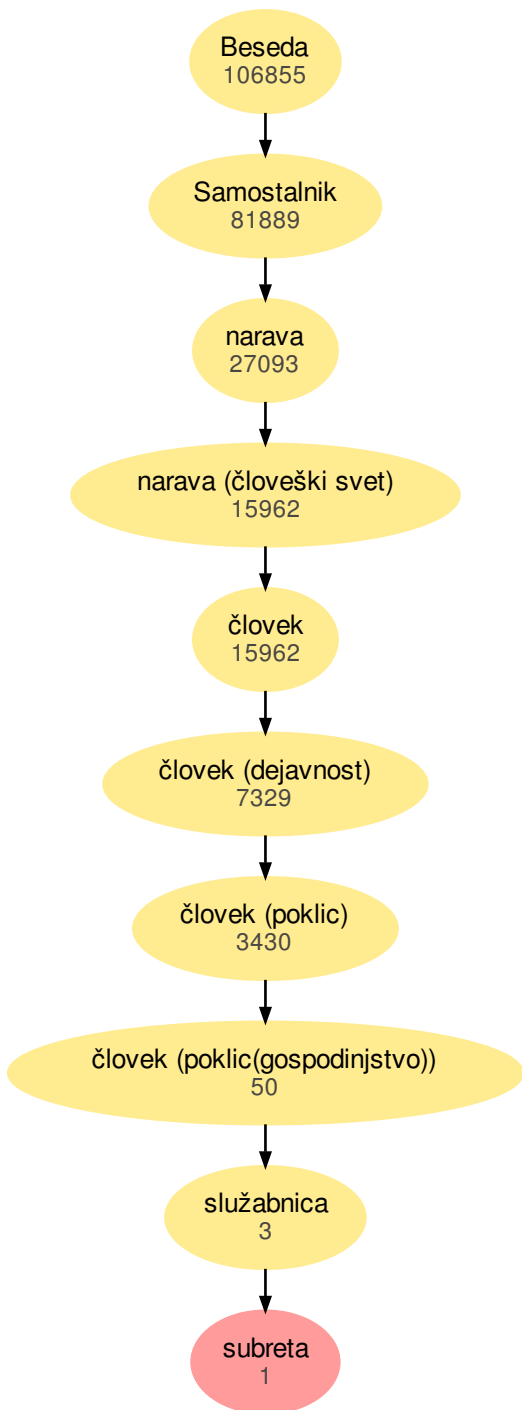 Beseda
106855
Samostalnik
81889
narava
27093
narava (človeški svet)
15962
človek
15962
človek (dejavnost)
7329
človek (poklic)
3430
človek (poklic(gospodinjstvo))
50
služabnica
3
subreta
1